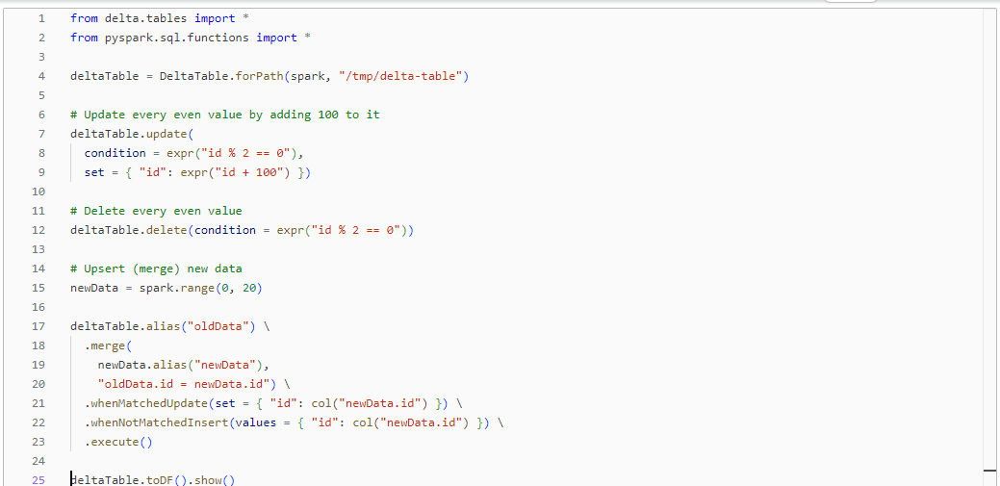 1 from delta.tables import *
2 from pyspark.sql.functions import *
3
4 deltaTable = DeltaTable.forPath(spark, "/tmp/delta-table")
5
6 # Update every even value by adding 100 to it
7 deltaTable.update(
8   condition = expr("id % 2 == 0"),
9   set = { "id": expr("id + 100") })
10
11 # Delete every even value
12 deltaTable.delete(condition = expr("id % 2 == 0"))
13
14 # Upsert (merge) new data
15 newData = spark.range(0, 20)
16
17 deltaTable.alias("oldData") \
18   .merge(
19     newData.alias("newData"),
20     "oldData.id = newData.id") \
21   .whenMatchedUpdate(set = { "id": col("newData.id") }) \
22   .whenNotMatchedInsert(values = { "id": col("newData.id") }) \
23   .execute()
24
25 deltaTable.toDF().show()